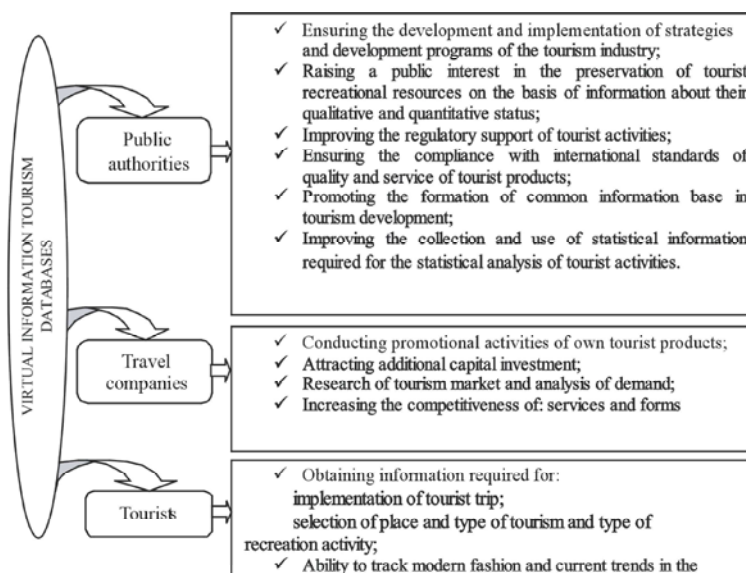 VIRTUAL INFORMATION TOURISM
DATABASES
Public
authorities
✓ Ensuring the development and implementation of strategies
and development programs of the tourism industry;
✓ Raising a public interest in the preservation of tourist
recreational resources on the basis of information about their
qualitative and quantitative status;
✓ Improving the regulatory support of tourist activities;
✓ Ensuring the compliance with international standards of
quality and service of tourist products;
✓ Promoting the formation of common information base in
tourism development;
✓ Improving the collection and use of statistical information
required for the statistical analysis of tourist activities.
Travel
companies
✓ Conducting promotional activities of own tourist products;
✓ Attracting additional capital investment;
✓ Research of tourism market and analysis of demand;
✓ Increasing the competitiveness of: services and forms
Tourists
✓ Obtaining information required for:
implementation of tourist trip;
selection of place and type of tourism and type of
recreation activity;
✓ Ability to track modern fashion and current trends in the